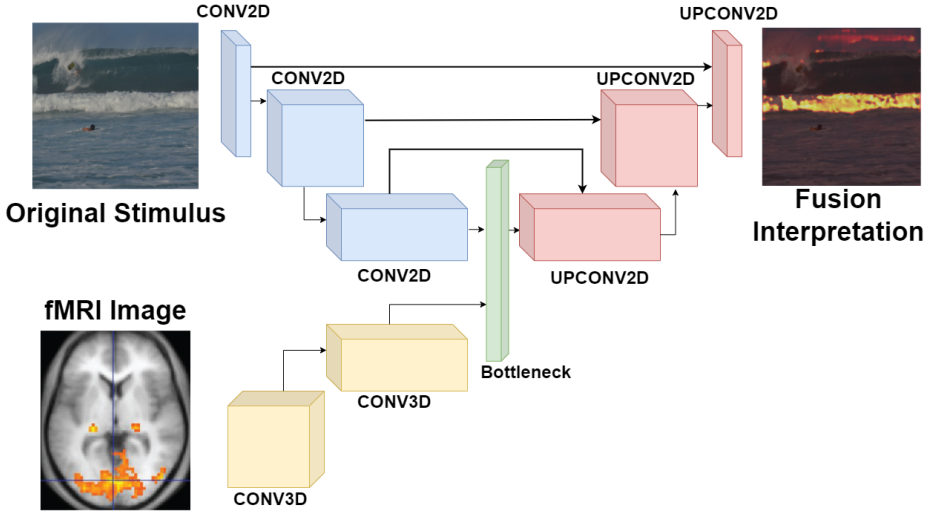 CONV2D
UPCONV2D
CONV2D
UPCONV2D
Original Stimulus
Fusion
Interpretation
CONV2D
UPCONV2D
fMRI Image
Bottleneck
CONV3D
CONV3D